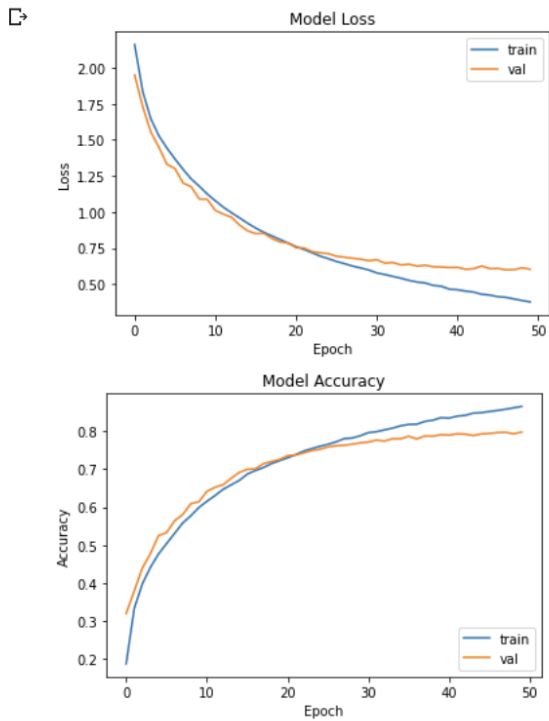 Model Loss
train
val
2.00
1.75
1.50
1.25
1.00
0.75
0.50
Loss
0 10 20 30 40 50
Epoch
Model Accuracy
0.8
0.7
0.6
0.5
0.4
0.3
0.2
Accuracy
train
val
0 10 20 30 40 50
Epoch